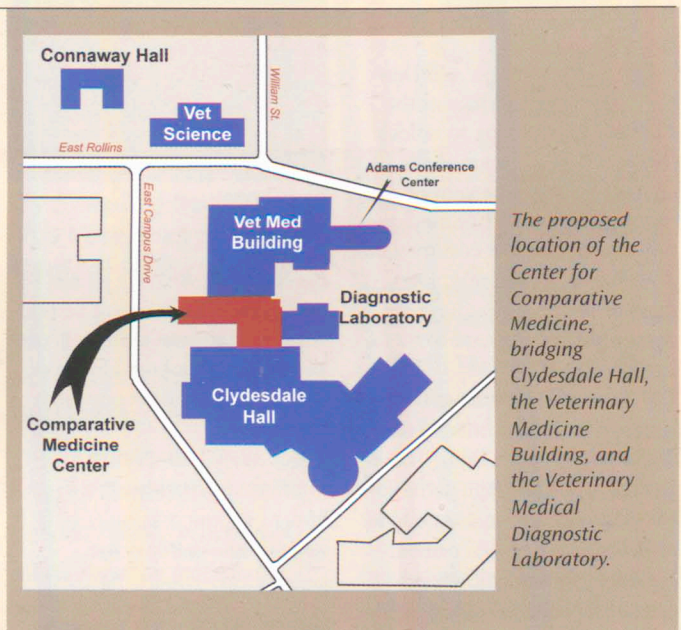 Connaway Hall
William St.
Vet
Science
East Rollins
Adams Conference
Center
East Campus Drive
Vet Med
Building
Diagnostic
Laboratory
Clydesdale
Hall
Comparative
Medicine
Center
The proposed
location of the
Center for
Comparative
Medicine,
bridging
Clydesdale Hall,
the Veterinary
Medicine
Building, and
the Veterinary
Medical
Diagnostic
Laboratory.